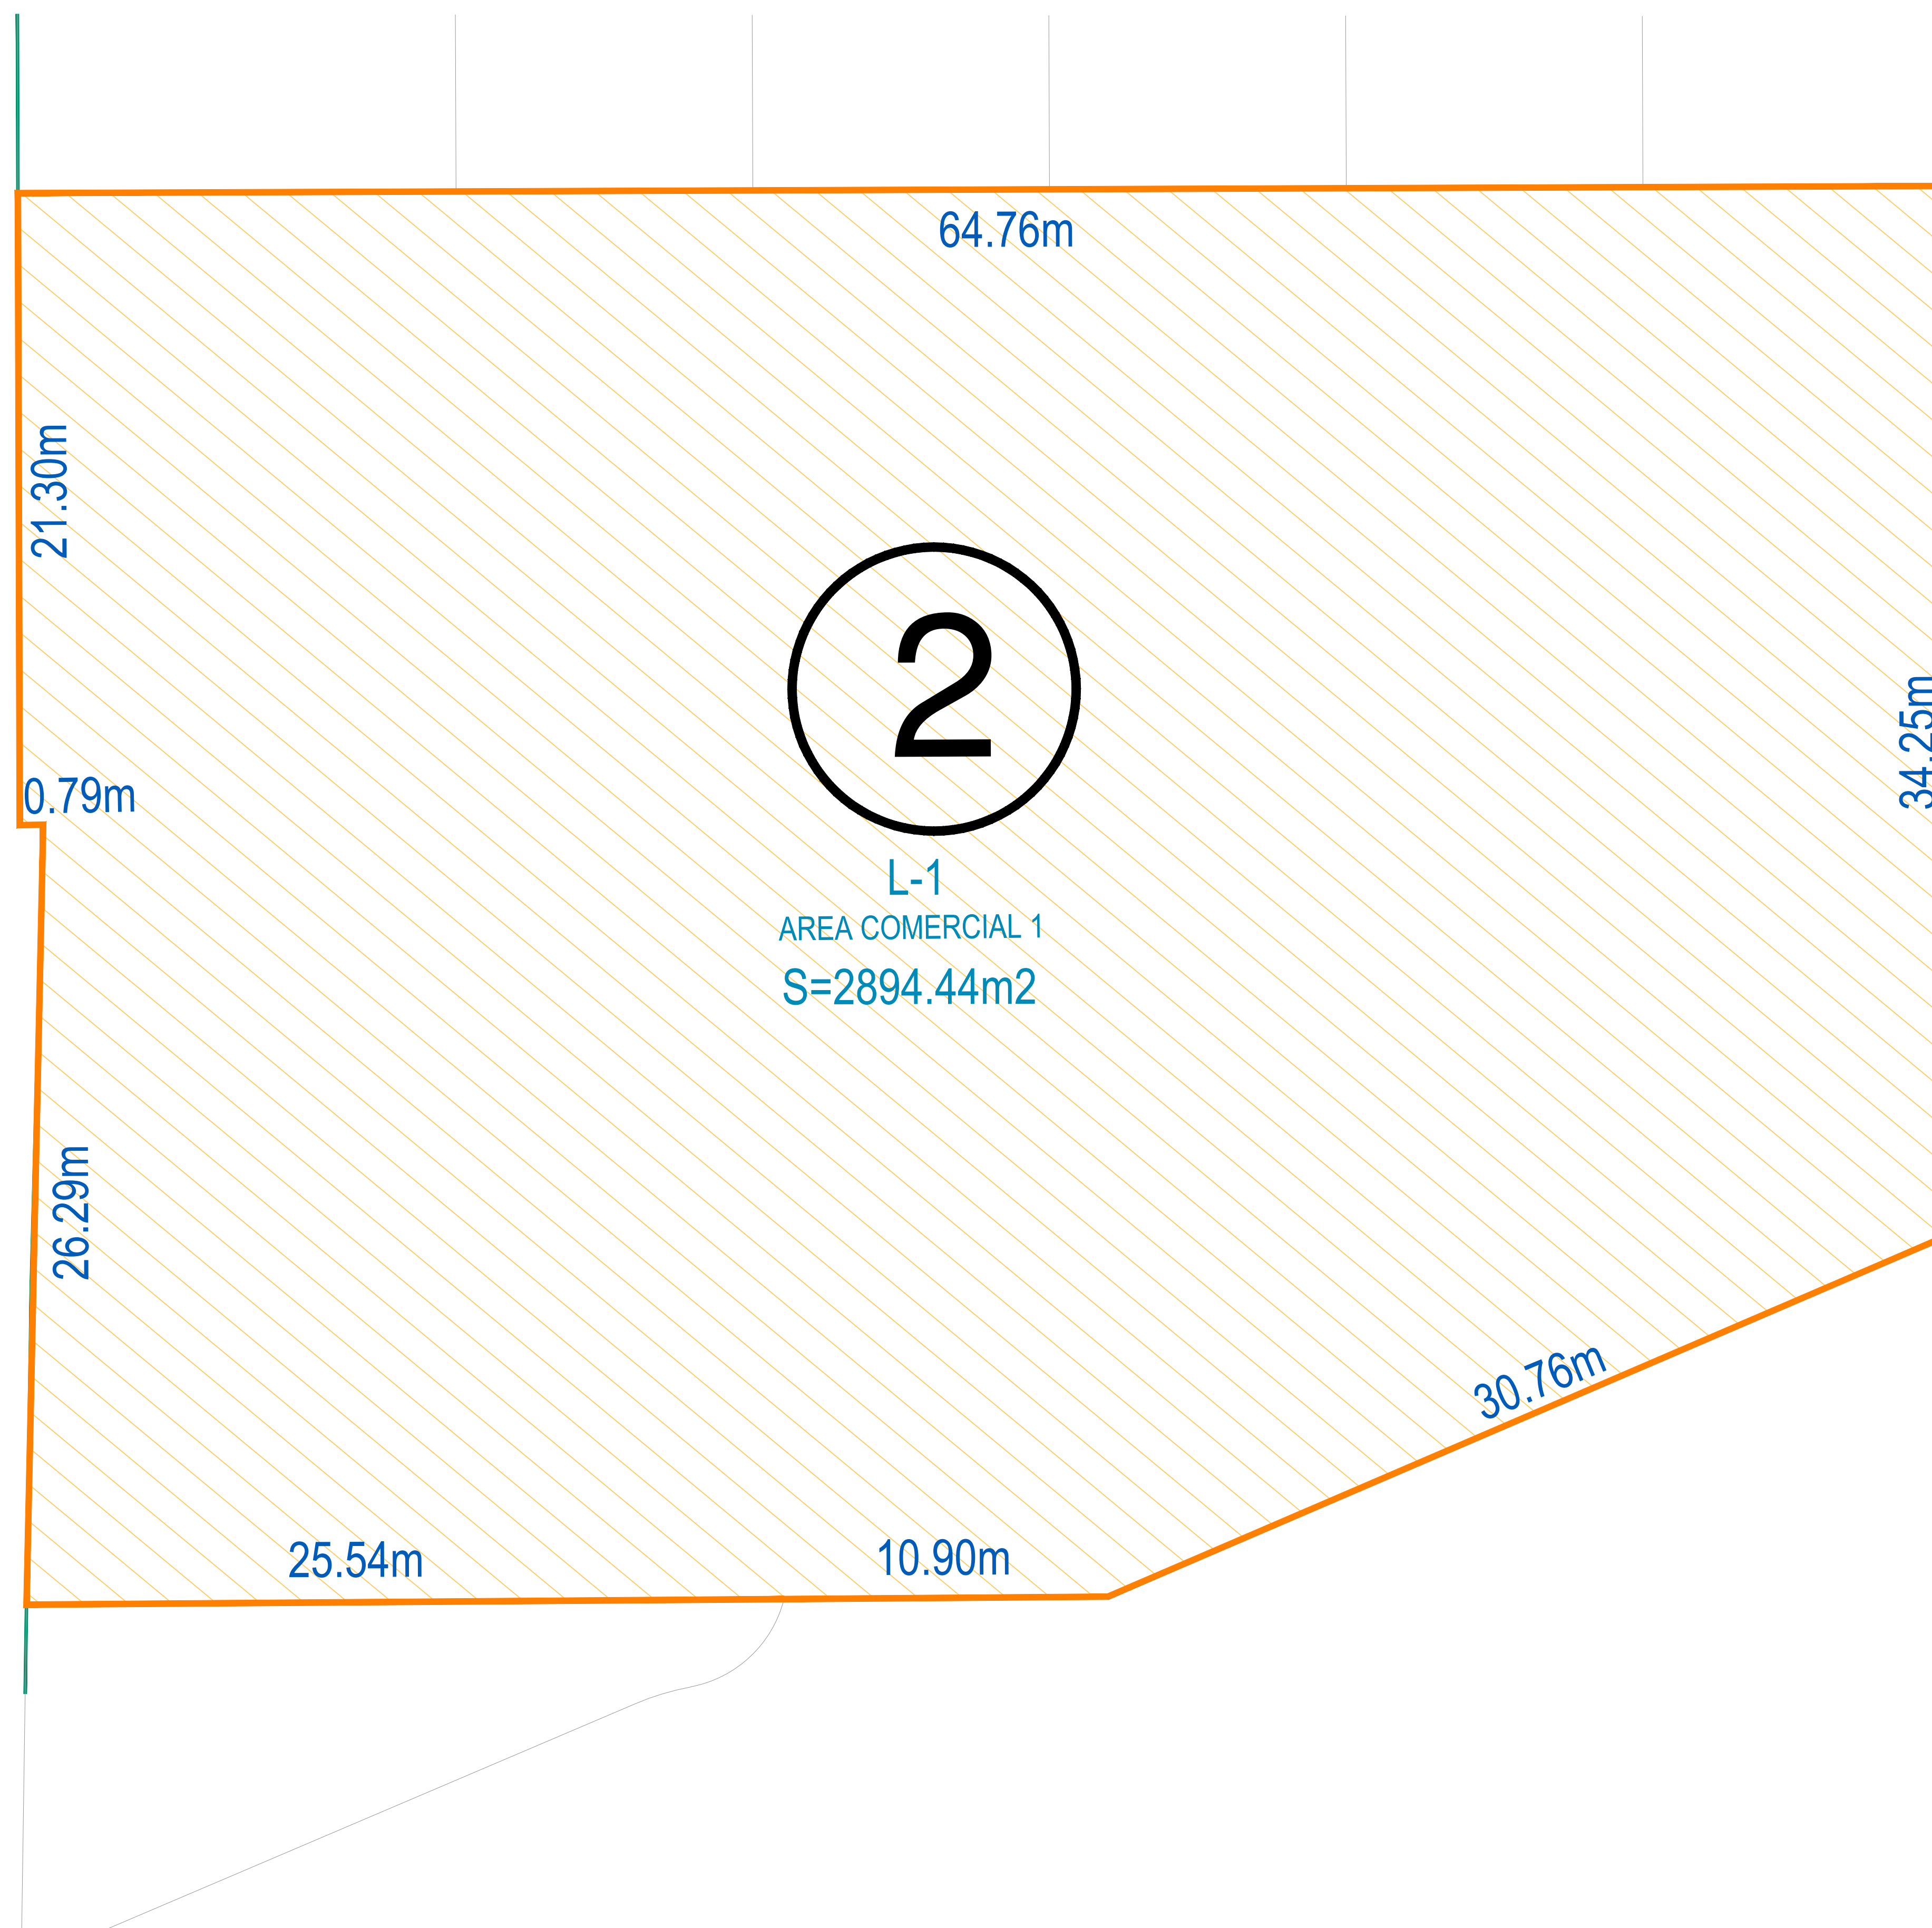 64.76m
21.30m
34.25m
2
0.79m
L-1
AREA COMERCIAL 1
S=2894.44m2
26.29m
30.76m
25.54m
10.90m